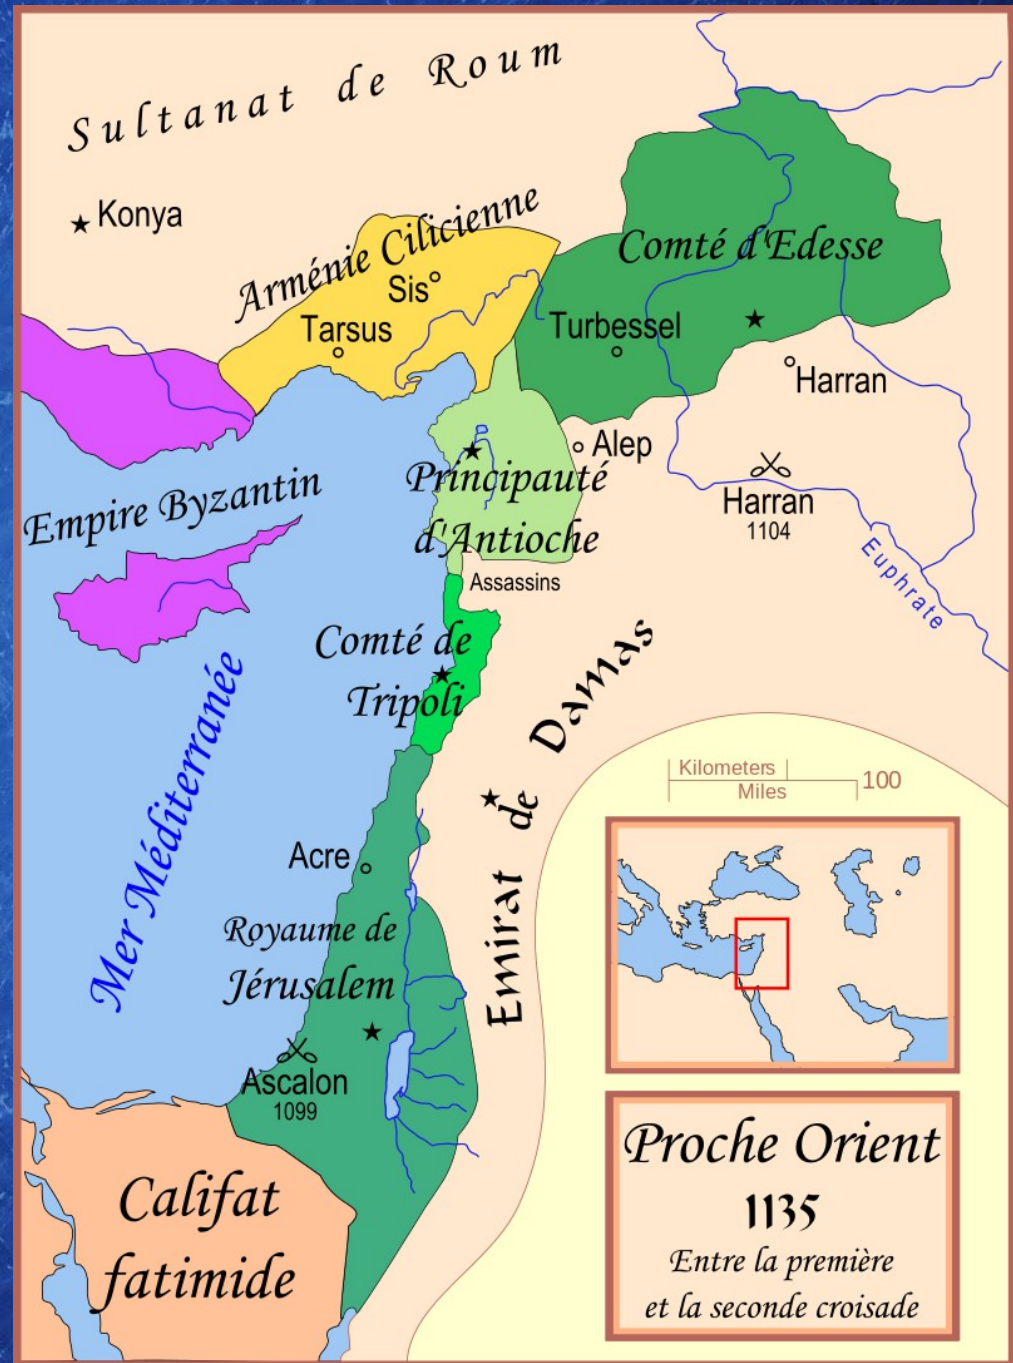 Sultanat de Roum
Konya
Arménie Cilicienne
Sis
Tarsus
Comté d'Edesse
Turbessel
Harran
Alep
Empire Byzantin
Principauté
d'Antioche
Harran
1104
Euphrate
Assassins
Comté de
Tripoli
Mer Méditerranée
Emirat de Damas
Kilometers
Miles
100
Acre
Royaume de
Jérusalem
Ascalon
1099
Califat
fatimide
Proche Orient
1135
Entre la première
et la seconde croisade